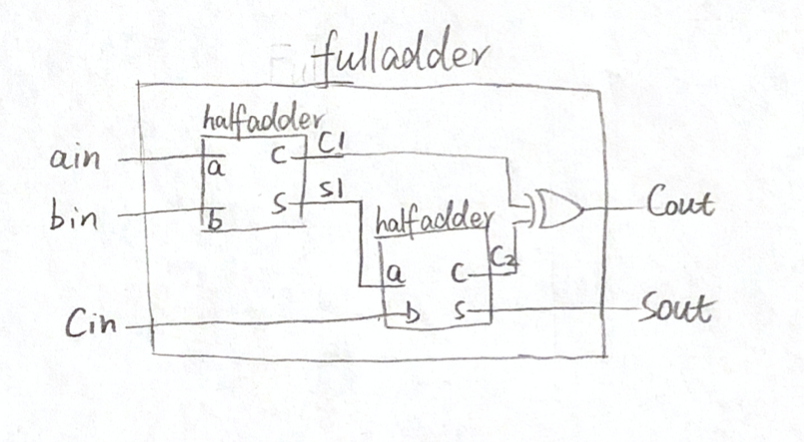 fulladder
halfadder
ain
a
C
C1
bin
b
S
S1
halfadder
Cout
a
C
C2
Cin
b
S
Sout